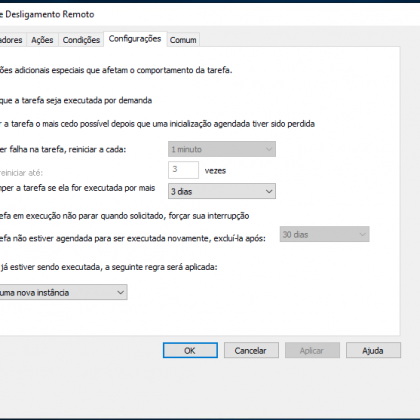 e Desligamento Remoto
adores Ações Condições Configurações Comum
ões adicionais especiais que afetam o comportamento da tarefa.
que a tarefa seja executada por demanda
r a tarefa o mais cedo possível depois que uma inicialização agendada tiver sido perdida
er falha na tarefa, reiniciar a cada: 1 minuto
reiniciar até: 3 vezes
mper a tarefa se ela for executada por mais 3 dias
efa em execução não parar quando solicitado, forçar sua interrupção
efa não estiver agendada para ser executada novamente, excluí-la após: 30 dias
já estiver sendo executada, a seguinte regra será aplicada:
uma nova instância
OK Cancelar Aplicar Ajuda